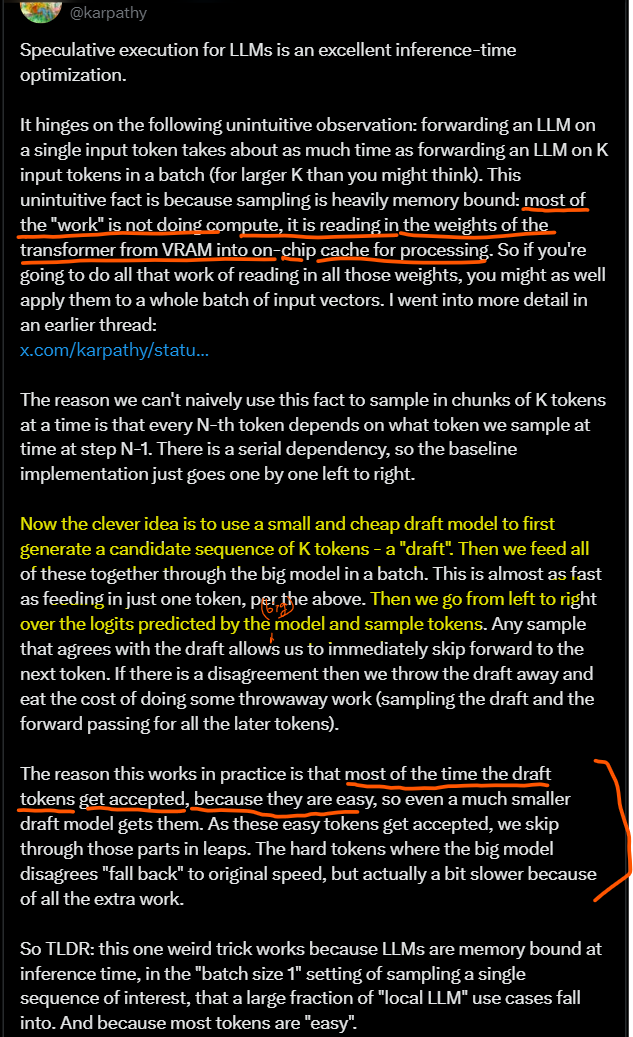 @karpathy
Speculative execution for LLMs is an excellent inference-time
optimization.
It hinges on the following unintuitive observation: forwarding an LLM on
a single input token takes about as much time as forwarding an LLM on K
input tokens in a batch (for larger K than you might think). This
unintuitive fact is because sampling is heavily memory bound: most of
the "work" is not doing compute, it is reading in the weights of the
transformer from VRAM into on-chip cache for processing. So if you're
going to do all that work of reading in all those weights, you might as well
apply them to a whole batch of input vectors. I went into more detail in
an earlier thread:
x.com/karpathy/statu...
The reason we can't naively use this fact to sample in chunks of K tokens
at a time is that every N-th token depends on what token we sample at
time at step N-1. There is a serial dependency, so the baseline
implementation just goes one by one left to right.
Now the clever idea is to use a small and cheap draft model to first
generate a candidate sequence of K tokens - a "draft". Then we feed all
of these together through the big model in a batch. This is almost as fast
as feeding in just one token, per the above. Then we go from left to right
(big)
over the logits predicted by the model and sample tokens. Any sample
that agrees with the draft allows us to immediately skip forward to the
next token. If there is a disagreement then we throw the draft away and
eat the cost of doing some throwaway work (sampling the draft and the
forward passing for all the later tokens).
The reason this works in practice is that most of the time the draft
tokens get accepted, because they are easy, so even a much smaller
draft model gets them. As these easy tokens get accepted, we skip
through those parts in leaps. The hard tokens where the big model
disagrees "fall back" to original speed, but actually a bit slower because
of all the extra work.
So TLDR: this one weird trick works because LLMs are memory bound at
inference time, in the "batch size 1" setting of sampling a single
sequence of interest, that a large fraction of "local LLM" use cases fall
into. And because most tokens are "easy".